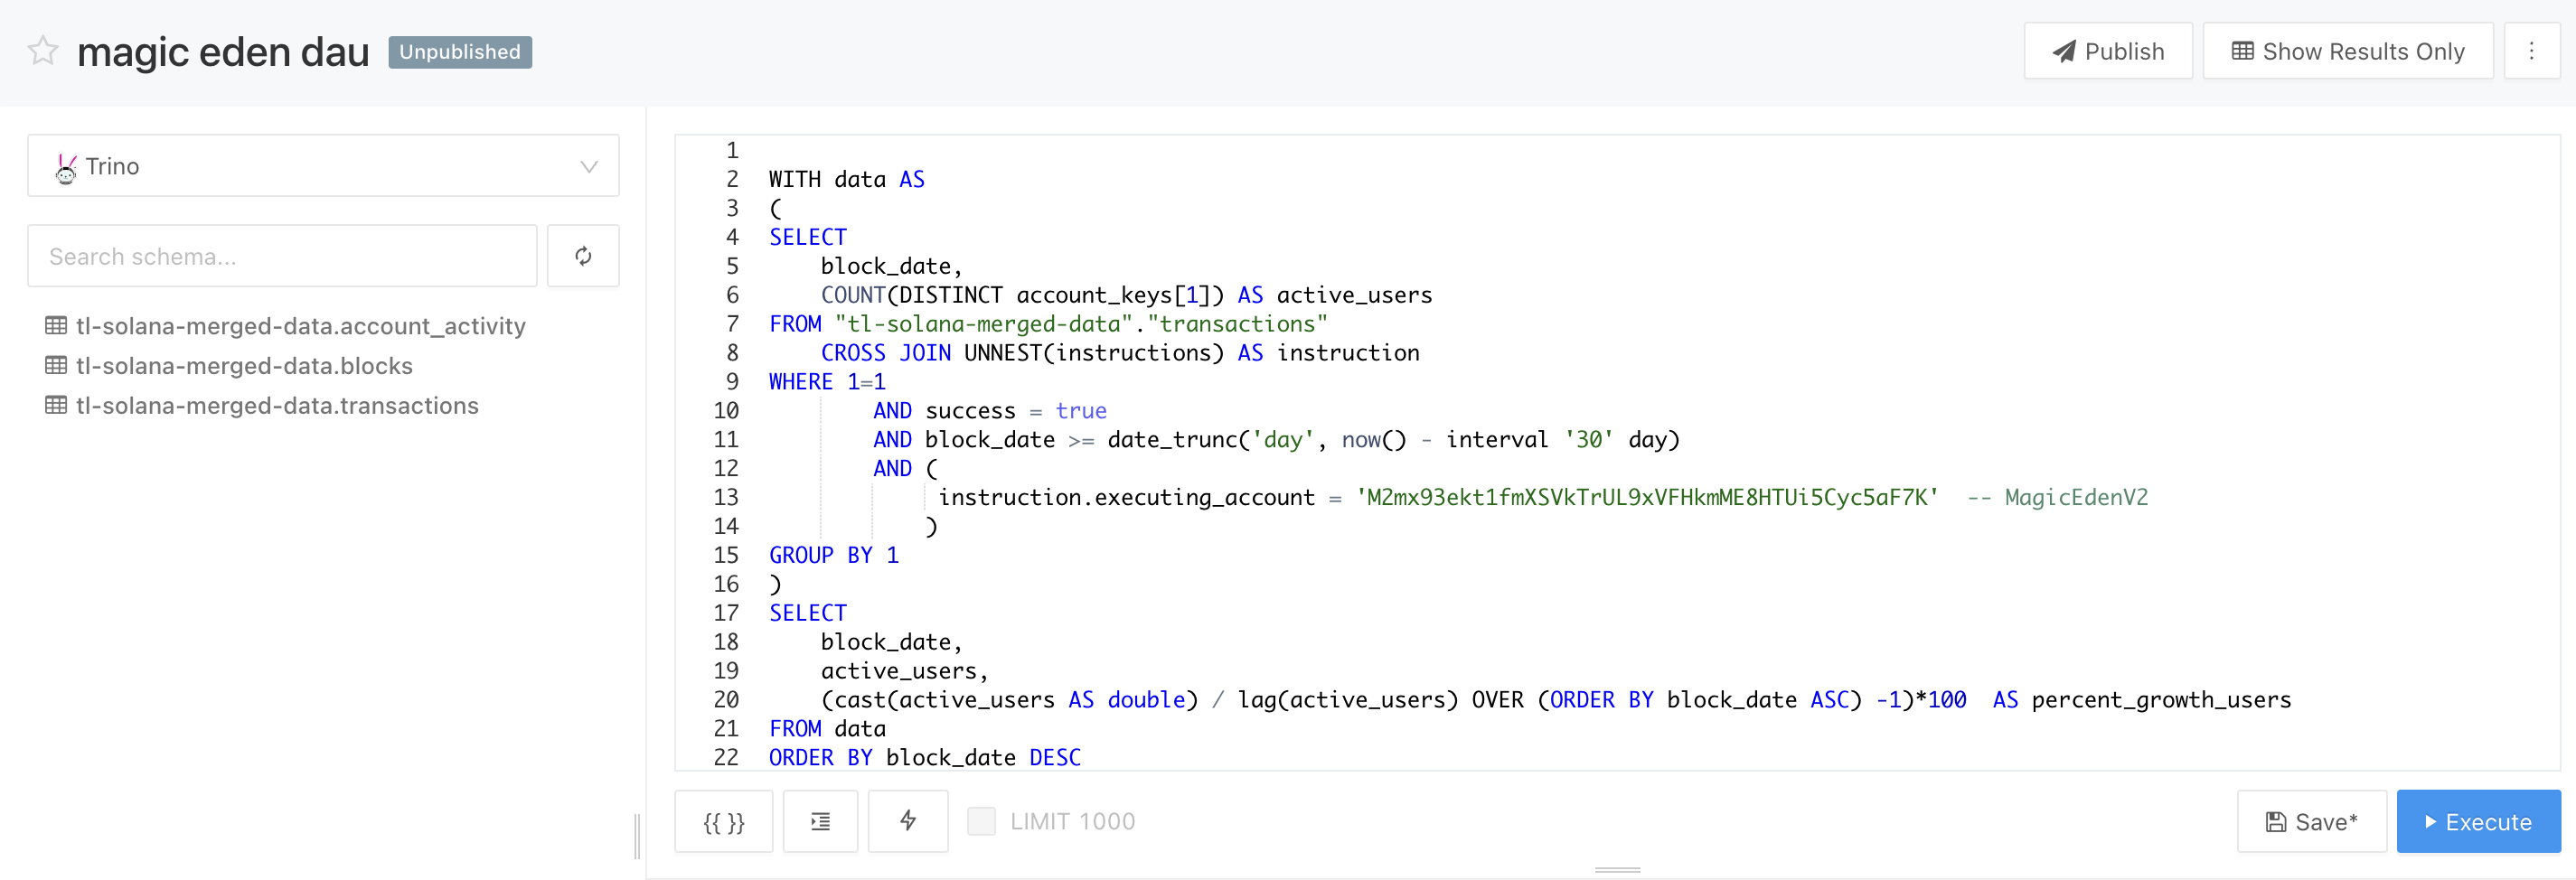 magic eden dau Unpublished
Publish
Show Results Only
Trino
Search schema...
tl-solana-merged-data.account_activity
tl-solana-merged-data.blocks
tl-solana-merged-data.transactions
1
2 WITH data AS
3 (
4 SELECT
5 block_date,
6 COUNT(DISTINCT account_keys[1]) AS active_users
7 FROM "tl-solana-merged-data"."transactions"
8 CROSS JOIN UNNEST(instructions) AS instruction
9 WHERE 1=1
10 AND success = true
11 AND block_date >= date_trunc('day', now() - interval '30' day)
12 AND (
13 instruction.executing_account = 'M2mx93ekt1fmXSVkTrUL9xVFHkmME8HTUi5Cyc5aF7K' -- MagicEdenV2
14 )
15 GROUP BY 1
16 )
17 SELECT
18 block_date,
19 active_users,
20 (cast(active_users AS double) / lag(active_users) OVER (ORDER BY block_date ASC) -1)*100 AS percent_growth_users
21 FROM data
22 ORDER BY block_date DESC
{{ }}
LIMIT 1000
Save*
Execute